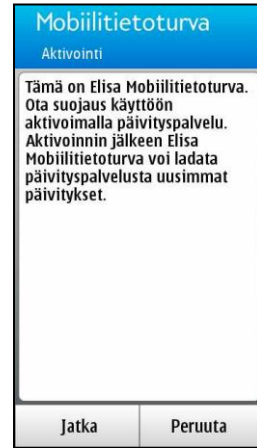 Mobiilitietoturva
Aktivointi
Tämä on Elisa Mobiilitietoturva.
Ota suojaus käyttöön
aktivoimalla päivityspalvelu.
Aktivoinnin jälkeen Elisa
Mobiilitietoturva voi ladata
päivityspalvelusta uusimmat
päivitykset.
Jatka Peruuta